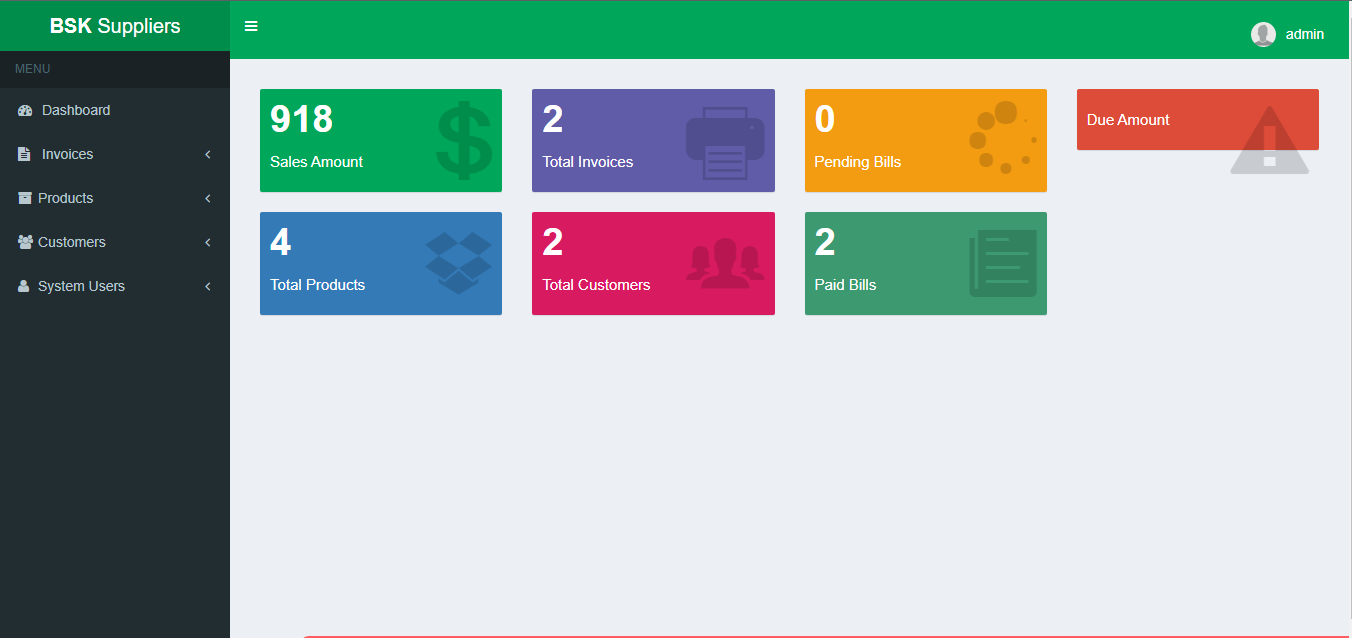 BSK Suppliers
admin
MENU
Dashboard
Invoices
Products
Customers
System Users
918
Sales Amount
2
Total Invoices
0
Pending Bills
Due Amount
4
Total Products
2
Total Customers
2
Paid Bills